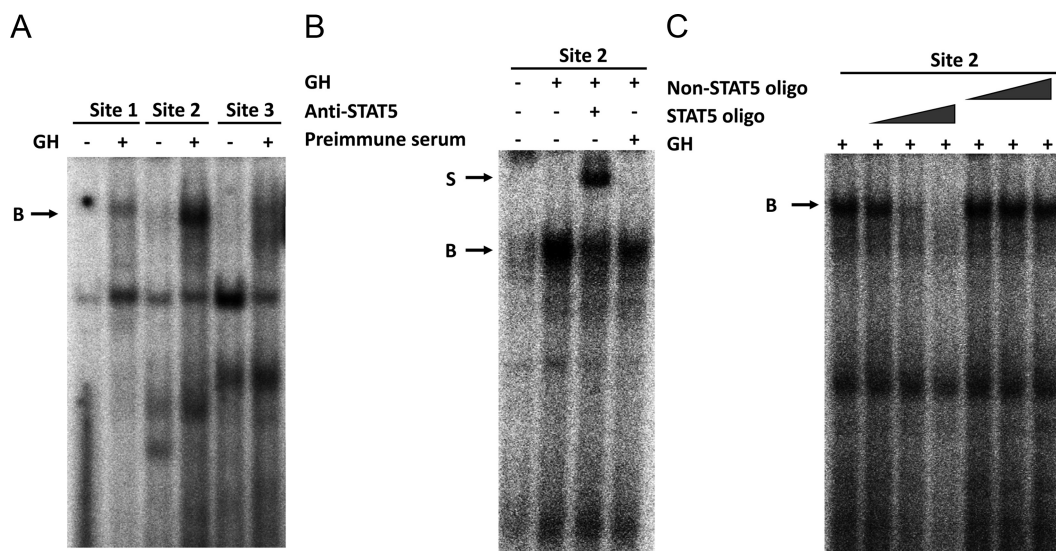 A
Site 1 Site 2 Site 3
GH - + - + - +
B
B
Site 2
GH - + + +
Anti-STAT5 - - + -
Preimmune serum - - - +
S
B
C
Site 2
Non-STAT5 oligo
STAT5 oligo
GH + + + + + + +
B